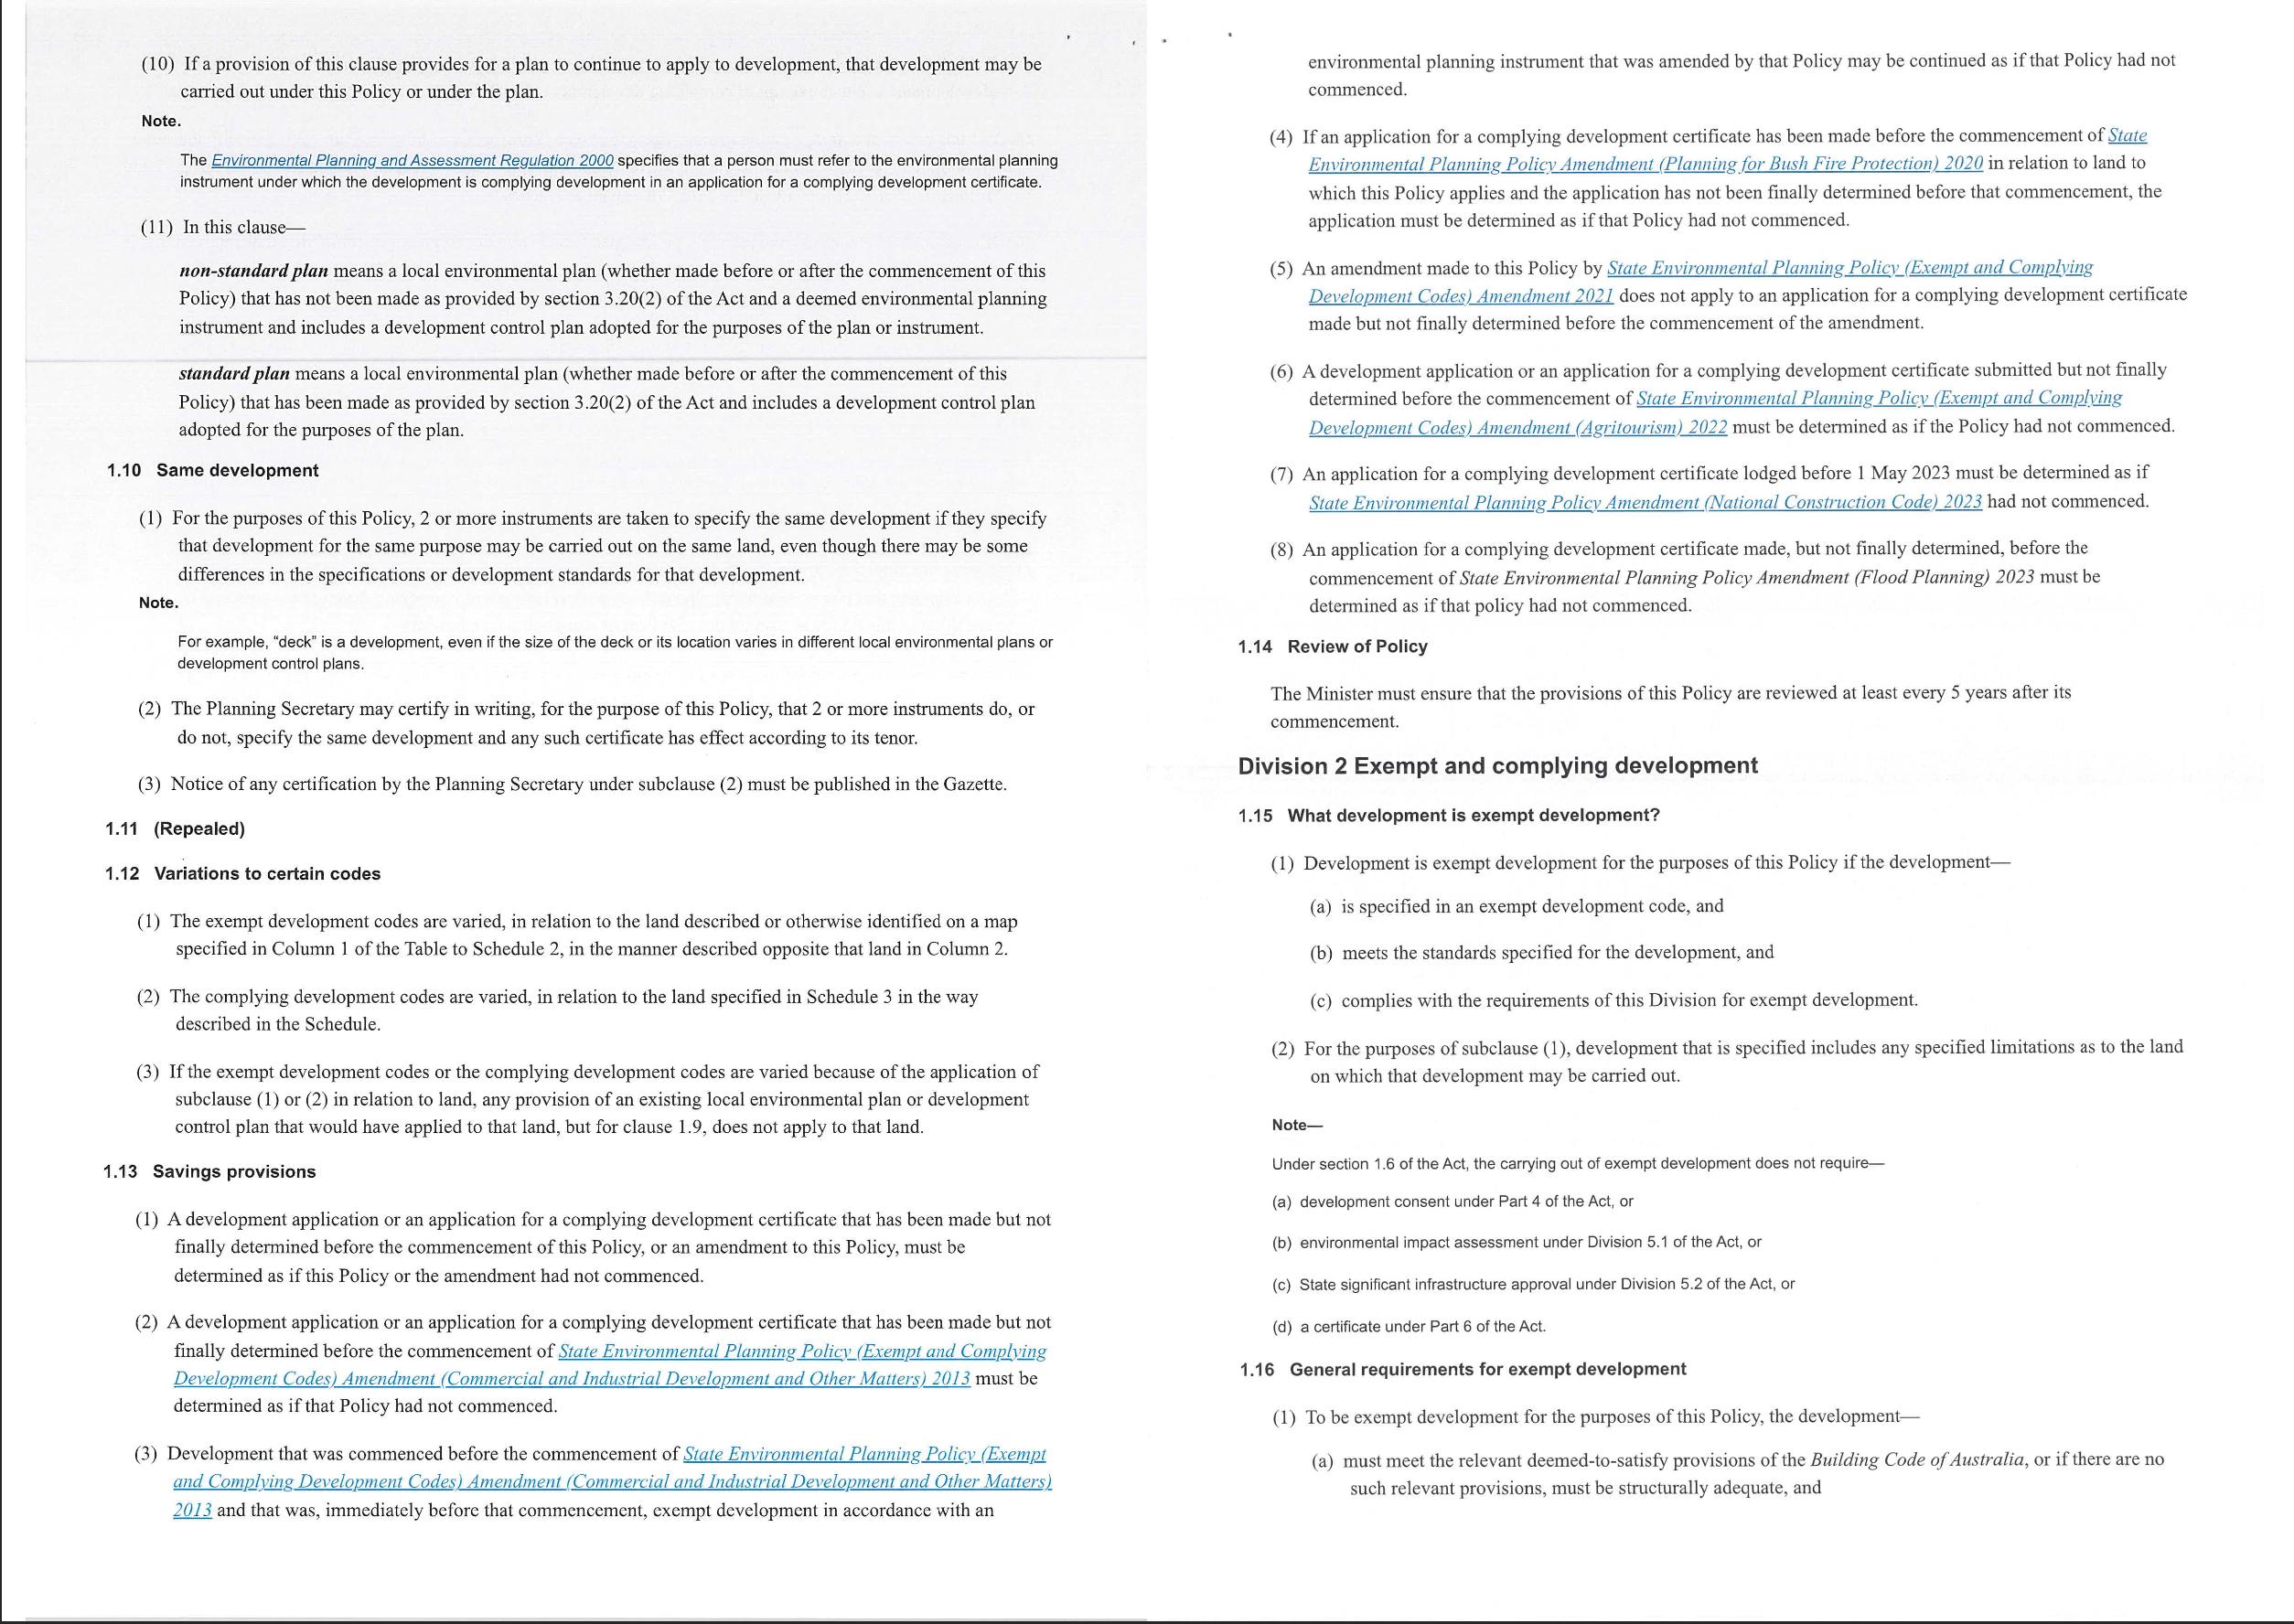 (10) If a provision of this clause provides for a plan to continue to apply to development, that development may be
carried out under this Policy or under the plan.
Note.
The Environmental Planning and Assessment Regulation 2000 specifies that a person must refer to the environmental planning
instrument under which the development is complying development in an application for a complying development certificate.
(11) In this clause—
non-standard plan means a local environmental plan (whether made before or after the commencement of this
Policy) that has not been made as provided by section 3.20(2) of the Act and a deemed environmental planning
instrument and includes a development control plan adopted for the purposes of the plan or instrument.
standard plan means a local environmental plan (whether made before or after the commencement of this
Policy) that has been made as provided by section 3.20(2) of the Act and includes a development control plan
adopted for the purposes of the plan.
1.10 Same development
(1) For the purposes of this Policy, 2 or more instruments are taken to specify the same development if they specify
that development for the same purpose may be carried out on the same land, even though there may be some
differences in the specifications or development standards for that development.
Note.
For example, “deck” is a development, even if the size of the deck or its location varies in different local environmental plans or
development control plans.
(2) The Planning Secretary may certify in writing, for the purpose of this Policy, that 2 or more instruments do, or
do not, specify the same development and any such certificate has effect according to its tenor.
(3) Notice of any certification by the Planning Secretary under subclause (2) must be published in the Gazette.
1.11 (Repealed)
1.12 Variations to certain codes
(1) The exempt development codes are varied, in relation to the land described or otherwise identified on a map
specified in Column 1 of the Table to Schedule 2, in the manner described opposite that land in Column 2.
(2) The complying development codes are varied, in relation to the land specified in Schedule 3 in the way
described in the Schedule.
(3) If the exempt development codes or the complying development codes are varied because of the application of
subclause (1) or (2) in relation to land, any provision of an existing local environmental plan or development
control plan that would have applied to that land, but for clause 1.9, does not apply to that land.
1.13 Savings provisions
(1) A development application or an application for a complying development certificate that has been made but not
finally determined before the commencement of this Policy, or an amendment to this Policy, must be
determined as if this Policy or the amendment had not commenced.
(2) A development application or an application for a complying development certificate that has been made but not
finally determined before the commencement of State Environmental Planning Policy (Exempt and Complying
Development Codes) Amendment (Commercial and Industrial Development and Other Matters) 2013 must be
determined as if that Policy had not commenced.
(3) Development that was commenced before the commencement of State Environmental Planning Policy (Exempt
and Complying Development Codes) Amendment (Commercial and Industrial Development and Other Matters)
2013 and that was, immediately before that commencement, exempt development in accordance with an
environmental planning instrument that was amended by that Policy may be continued as if that Policy had not
commenced.
(4) If an application for a complying development certificate has been made before the commencement of State
Environmental Planning Policy Amendment (Planning for Bush Fire Protection) 2020 in relation to land to
which this Policy applies and the application has not been finally determined before that commencement, the
application must be determined as if that Policy had not commenced.
(5) An amendment made to this Policy by State Environmental Planning Policy (Exempt and Complying
Development Codes) Amendment 2021 does not apply to an application for a complying development certificate
made but not finally determined before the commencement of the amendment.
(6) A development application or an application for a complying development certificate submitted but not finally
determined before the commencement of State Environmental Planning Policy (Exempt and Complying
Development Codes) Amendment (Agritourism) 2022 must be determined as if the Policy had not commenced.
(7) An application for a complying development certificate lodged before 1 May 2023 must be determined as if
State Environmental Planning Policy Amendment (National Construction Code) 2023 had not commenced.
(8) An application for a complying development certificate made, but not finally determined, before the
commencement of State Environmental Planning Policy Amendment (Flood Planning) 2023 must be
determined as if that policy had not commenced.
1.14 Review of Policy
The Minister must ensure that the provisions of this Policy are reviewed at least every 5 years after its
commencement.
Division 2 Exempt and complying development
1.15 What development is exempt development?
(1) Development is exempt development for the purposes of this Policy if the development—
(a) is specified in an exempt development code, and
(b) meets the standards specified for the development, and
(c) complies with the requirements of this Division for exempt development.
(2) For the purposes of subclause (1), development that is specified includes any specified limitations as to the land
on which that development may be carried out.
Note—
Under section 1.6 of the Act, the carrying out of exempt development does not require—
(a) development consent under Part 4 of the Act, or
(b) environmental impact assessment under Division 5.1 of the Act, or
(c) State significant infrastructure approval under Division 5.2 of the Act, or
(d) a certificate under Part 6 of the Act.
1.16 General requirements for exempt development
(1) To be exempt development for the purposes of this Policy, the development—
(a) must meet the relevant deemed-to-satisfy provisions of the Building Code of Australia, or if there are no
such relevant provisions, must be structurally adequate, and